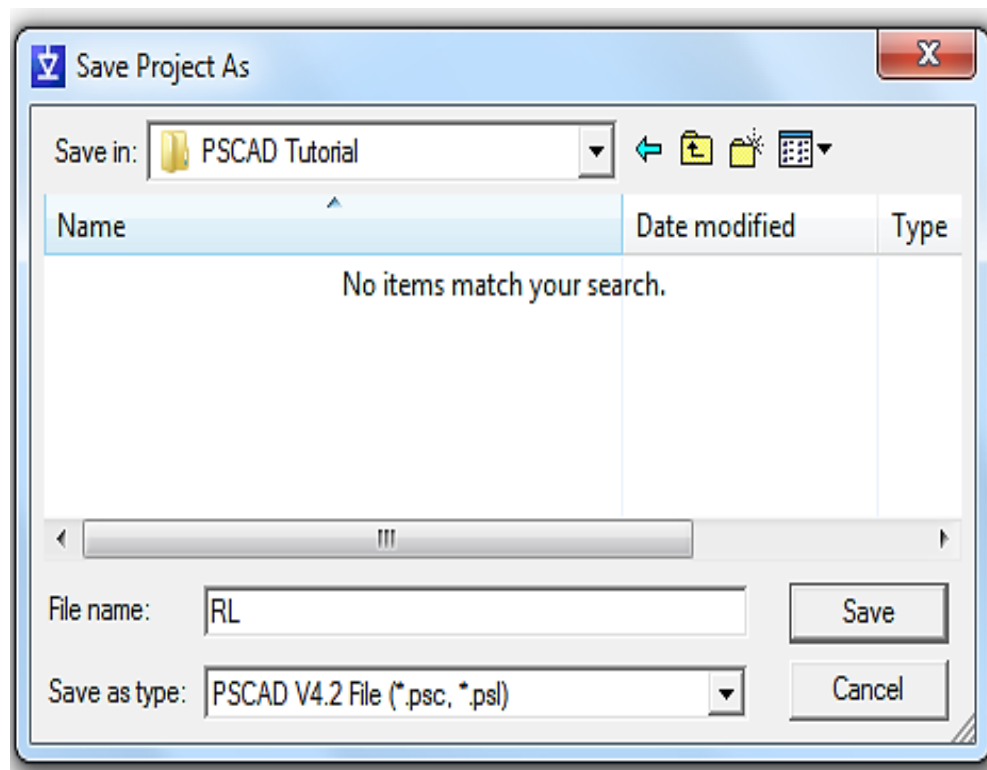 Save Project As
Save in: PSCAD Tutorial
Name Date modified Type
No items match your search.
File name: RL Save
Save as type: PSCAD V4.2 File (*.psc, *.psl) Cancel